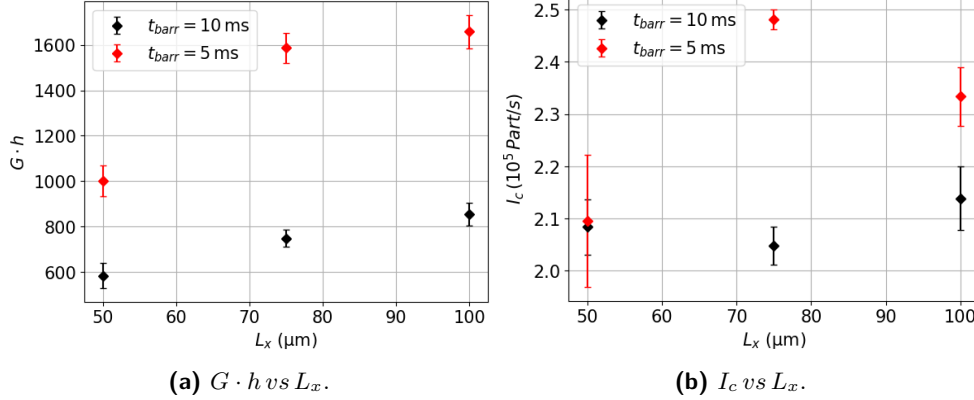 1600
1400
1200
1000
800
600
G · h
t_barr = 10 ms
t_barr = 5 ms
50 60 70 80 90 100
L_x (µm)
(a) G · h vs L_x.
2.5
2.4
2.3
2.2
2.1
2.0
I_c (10^5 Part/s)
t_barr = 10 ms
t_barr = 5 ms
50 60 70 80 90 100
L_x (µm)
(b) I_c vs L_x.